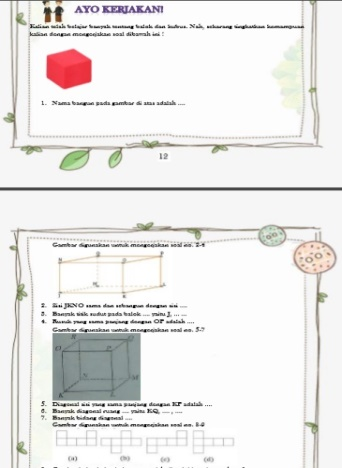 AYO KERJAKAN!
Kalian telah belajar banyak tentang balok dan kubus. Nah, sekarang tingkatkan kemampuan
kalian dengan mengerjakan soal dibawah ini !
1. Nama bangun pada gambar di atas adalah ....
12
Gambar digunakan untuk mengerjakan soal no. 2-4
2. Sisi JKNO sama dan sebangun dengan sisi ....
3. Banyak titik sudut pada balok .... yaitu J, ... ...
4. Rusuk yang sama panjang dengan OP adalah ....
Gambar digunakan untuk mengerjakan soal no. 5-7
5. Diagonal sisi yang sama panjang dengan KP adalah ....
6. Banyak diagonal ruang .... yaitu KQ, .... , ....
7. Banyak bidang diagonal ....
Gambar digunakan untuk mengerjakan soal no. 8-9
(a) (b) (c) (d)